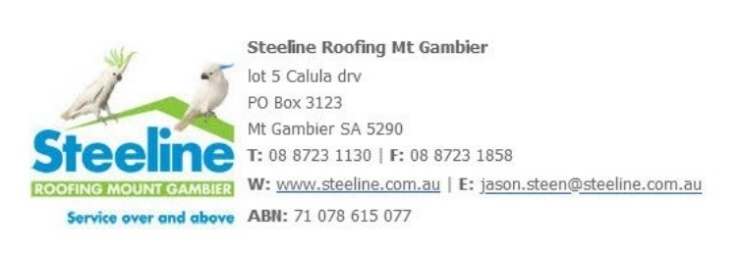 Steeline
ROOFING MOUNT GAMBIER
Service over and above
Steeline Roofing Mt Gambier
lot 5 Calula drv
PO Box 3123
Mt Gambier SA 5290
T: 08 8723 1130 | F: 08 8723 1858
W: www.steeline.com.au | E: jason.steen@steeline.com.au
ABN: 71 078 615 077